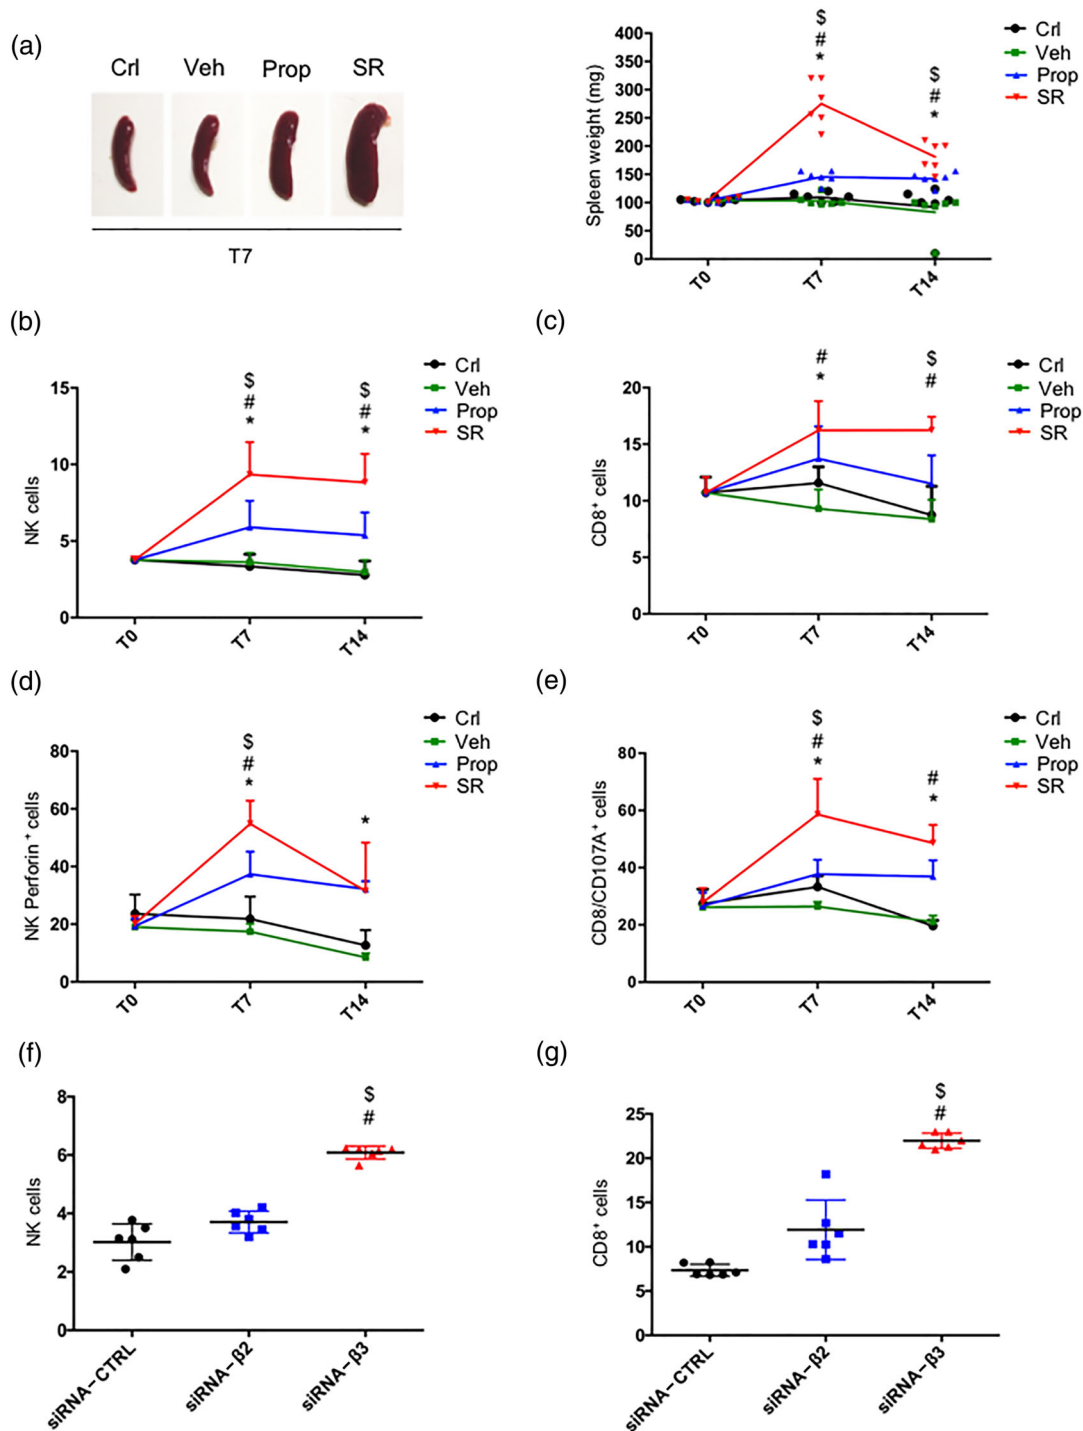 (a)
Crl Veh Prop SR
T7
$
#
*
$
#
*
Crl
Veh
Prop
SR
Spleen weight (mg)
400
350
300
250
200
150
100
50
0
T0 T7 T14
(b)
$
#
*
$
#
*
Crl
Veh
Prop
SR
NK cells
15
10
5
0
T0 T7 T14
(c)
#
*
$
#
Crl
Veh
Prop
SR
CD8⁺ cells
20
15
10
5
0
T0 T7 T14
(d)
$
#
*
*
Crl
Veh
Prop
SR
NK Perforin ⁺ cells
80
60
40
20
0
T0 T7 T14
(e)
$
#
*
#
*
Crl
Veh
Prop
SR
CD8/CD107A⁺ cells
80
60
40
20
0
T0 T7 T14
(f)
$
#
NK cells
8
6
4
2
0
siRNA-CTRL siRNA-β2 siRNA-β3
(g)
$
#
CD8⁺ cells
25
20
15
10
5
0
siRNA-CTRL siRNA-β2 siRNA-β3